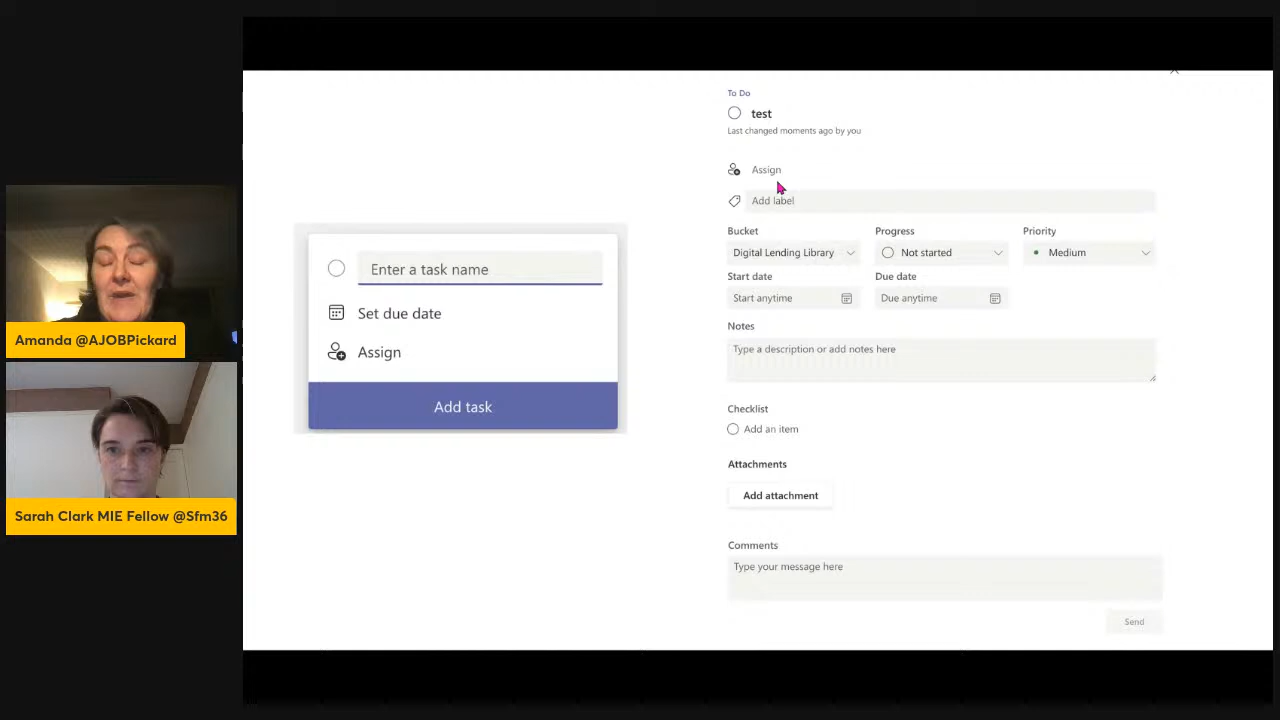 Amanda @AJOBPickard
Sarah Clark MIE Fellow @Sfm36
Enter a task name
Set due date
Assign
Add task
To Do
test
Last changed moments ago by you
Assign
Add label
Bucket Progress Priority
Digital Lending Library Not started Medium
Start date Due date
Start anytime Due anytime
Notes
Type a description or add notes here
Checklist
Add an item
Attachments
Add attachment
Comments
Type your message here
Send